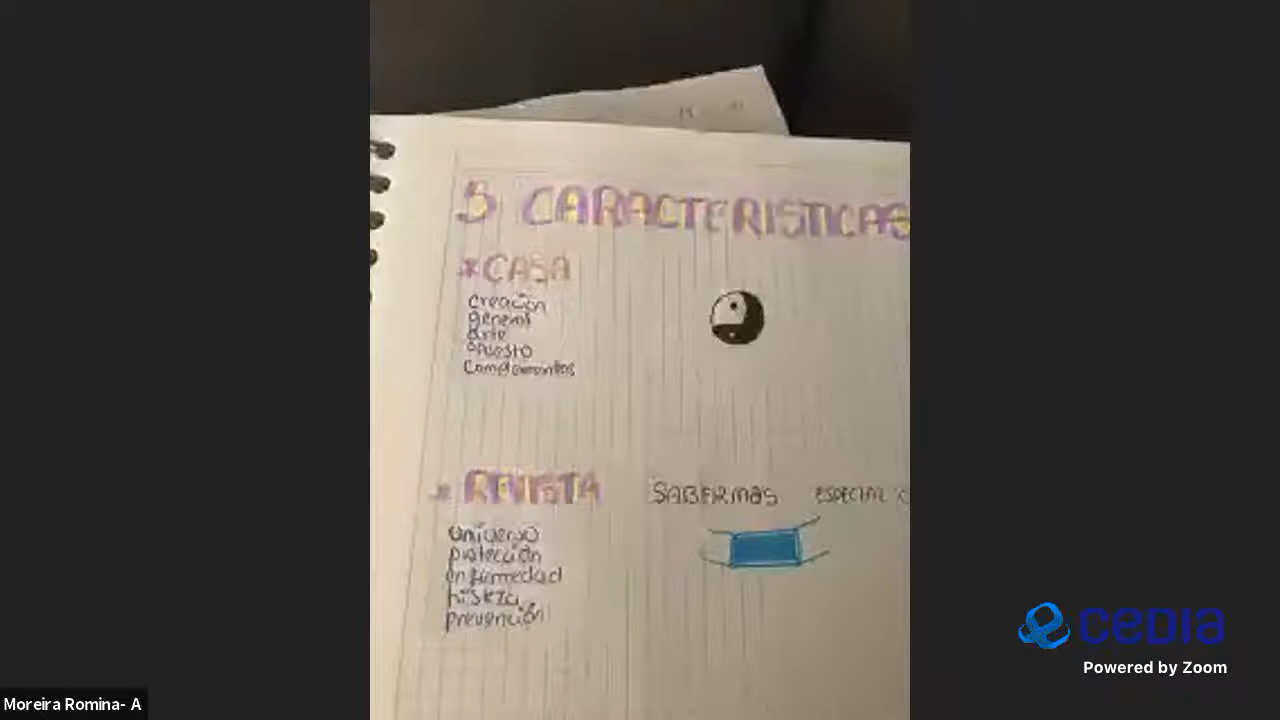 5 CARACTERISTICAS
* CASA
creación
general
arte
opuesto
Complementos
* REVISTA SABERMAS ESPECIAL
universo
protección
enfermedad
prevención
cedia
Powered by Zoom
Moreira Romina- A